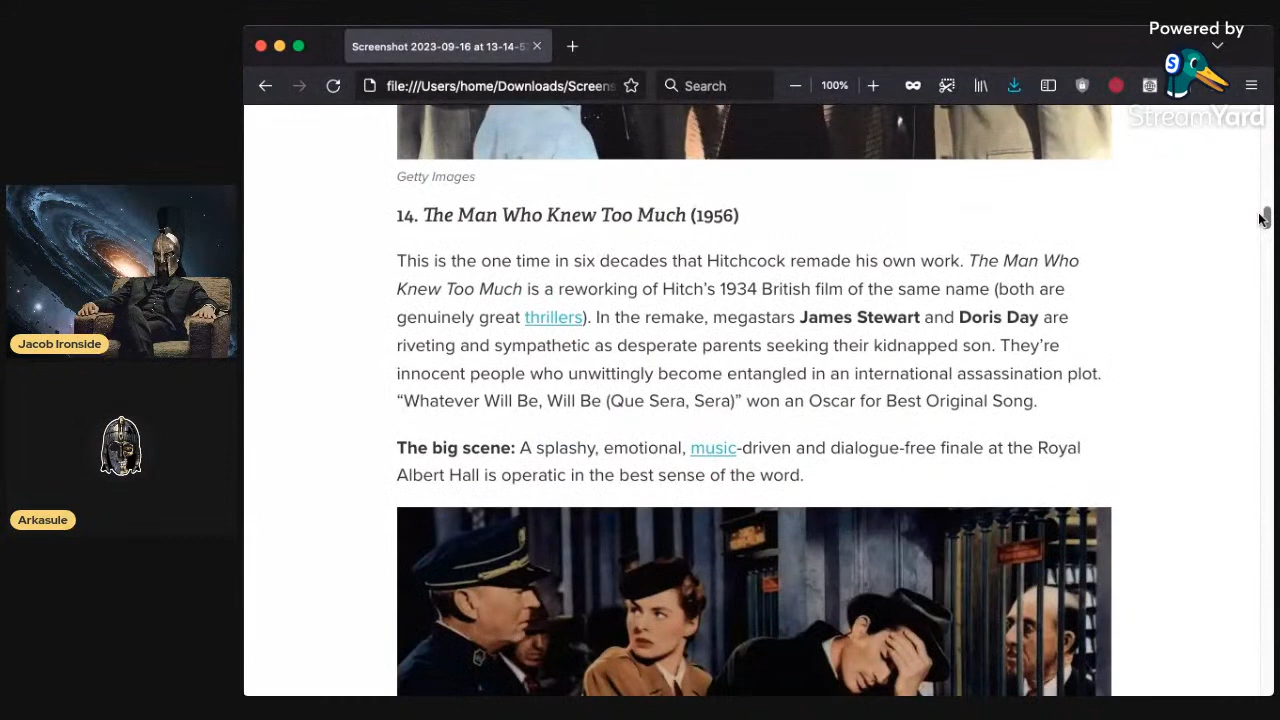 Powered by
StreamYard
Screenshot 2023-09-16 at 13-14-5
file:///Users/home/Downloads/Screens
Search
100%
Getty Images
14. The Man Who Knew Too Much (1956)
This is the one time in six decades that Hitchcock remade his own work. The Man Who
Knew Too Much is a reworking of Hitch’s 1934 British film of the same name (both are
genuinely great thrillers). In the remake, megastars James Stewart and Doris Day are
riveting and sympathetic as desperate parents seeking their kidnapped son. They’re
innocent people who unwittingly become entangled in an international assassination plot.
“Whatever Will Be, Will Be (Que Sera, Sera)” won an Oscar for Best Original Song.
The big scene: A splashy, emotional, music-driven and dialogue-free finale at the Royal
Albert Hall is operatic in the best sense of the word.
Jacob Ironside
Arkasule